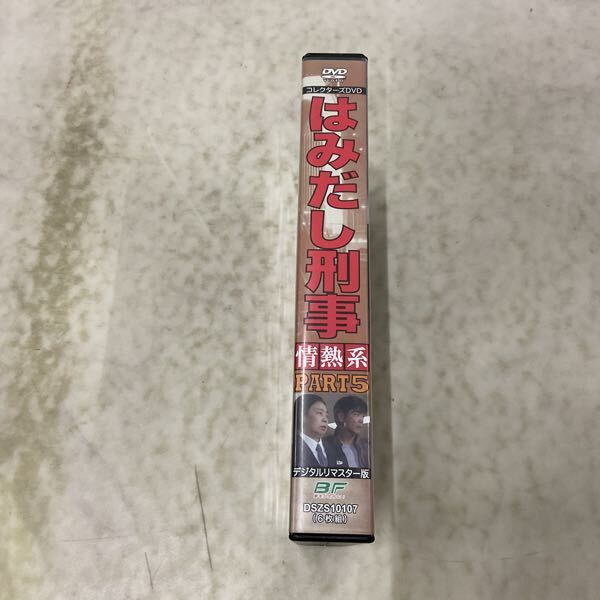 DVD
コレクターズDVD
はみだし刑事
情熱系
PART5
デジタルリマスター版
BF
DSZS10107
(6枚組)